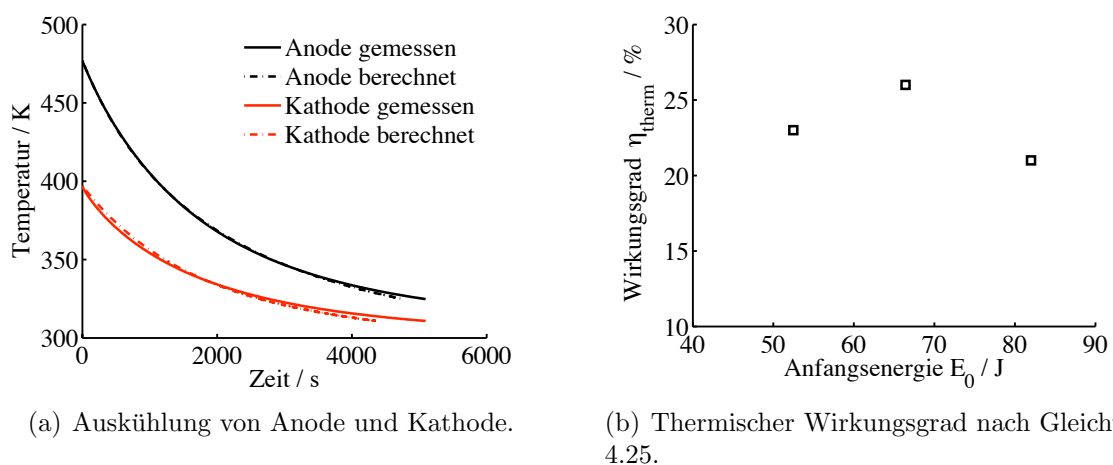 500
450
400
350
300
Temperatur / K
Anode gemessen
Anode berechnet
Kathode gemessen
Kathode berechnet
0 2000 4000 6000
Zeit / s
(a) Auskühlung von Anode und Kathode.
30
25
20
15
10
Wirkungsgrad η_therm / %
40 50 60 70 80 90
Anfangsenergie E_0 / J
(b) Thermischer Wirkungsgrad nach Gleich
4.25.